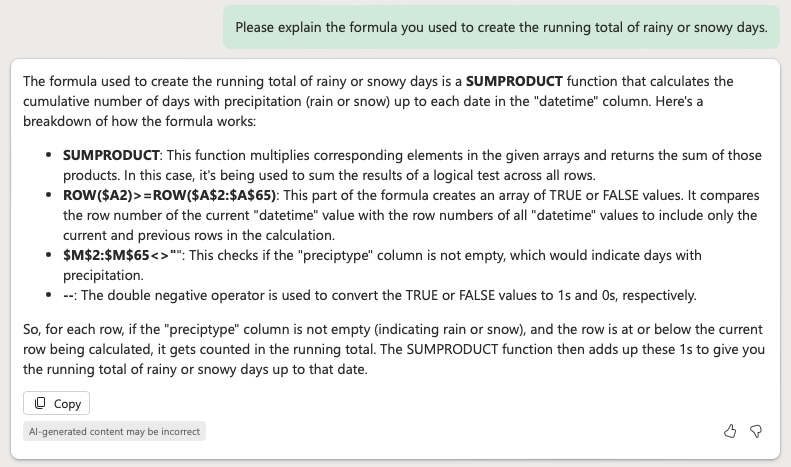 Please explain the formula you used to create the running total of rainy or snowy days.
The formula used to create the running total of rainy or snowy days is a SUMPRODUCT function that calculates the
cumulative number of days with precipitation (rain or snow) up to each date in the "datetime" column. Here's a
breakdown of how the formula works:
• SUMPRODUCT: This function multiplies corresponding elements in the given arrays and returns the sum of those
products. In this case, it's being used to sum the results of a logical test across all rows.
• ROW($A2)>=ROW($A$2:$A$65): This part of the formula creates an array of TRUE or FALSE values. It compares
the row number of the current "datetime" value with the row numbers of all "datetime" values to include only the
current and previous rows in the calculation.
• $M$2:$M$65<>"": This checks if the "preciptype" column is not empty, which would indicate days with
precipitation.
• --: The double negative operator is used to convert the TRUE or FALSE values to 1s and 0s, respectively.
So, for each row, if the "preciptype" column is not empty (indicating rain or snow), and the row is at or below the current
row being calculated, it gets counted in the running total. The SUMPRODUCT function then adds up these 1s to give you
the running total of rainy or snowy days up to that date.
Copy
AI-generated content may be incorrect